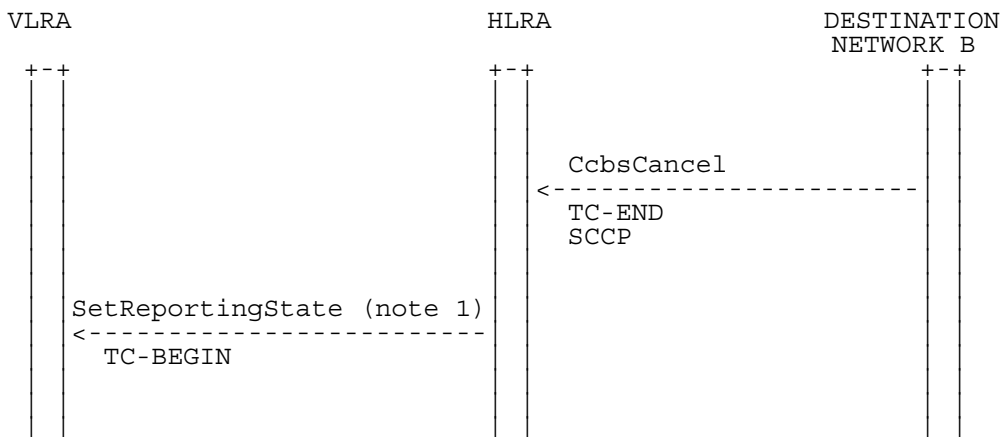 VLRA HLRA DESTINATION
NETWORK B
CcbsCancel
TC-END
SCCP
SetReportingState (note 1)
TC-BEGIN